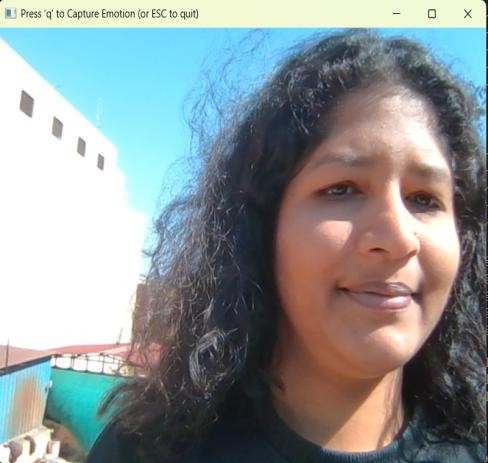 Press 'q' to Capture Emotion (or ESC to quit)